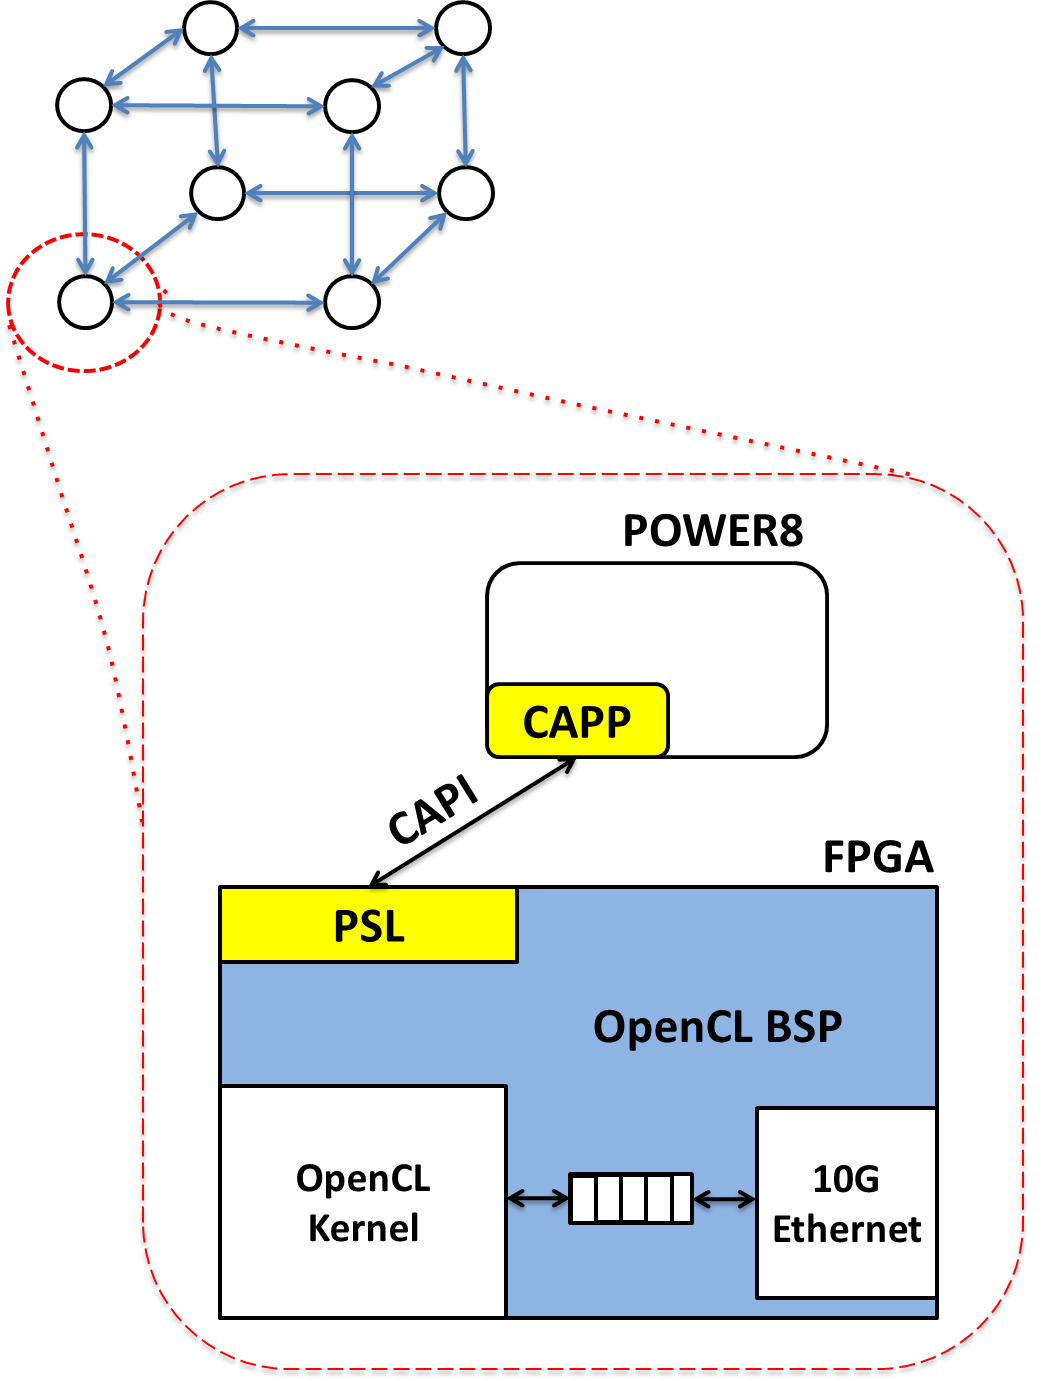 POWER8
CAPP
CAPI
FPGA
PSL
OpenCL BSP
OpenCL
Kernel
10G
Ethernet